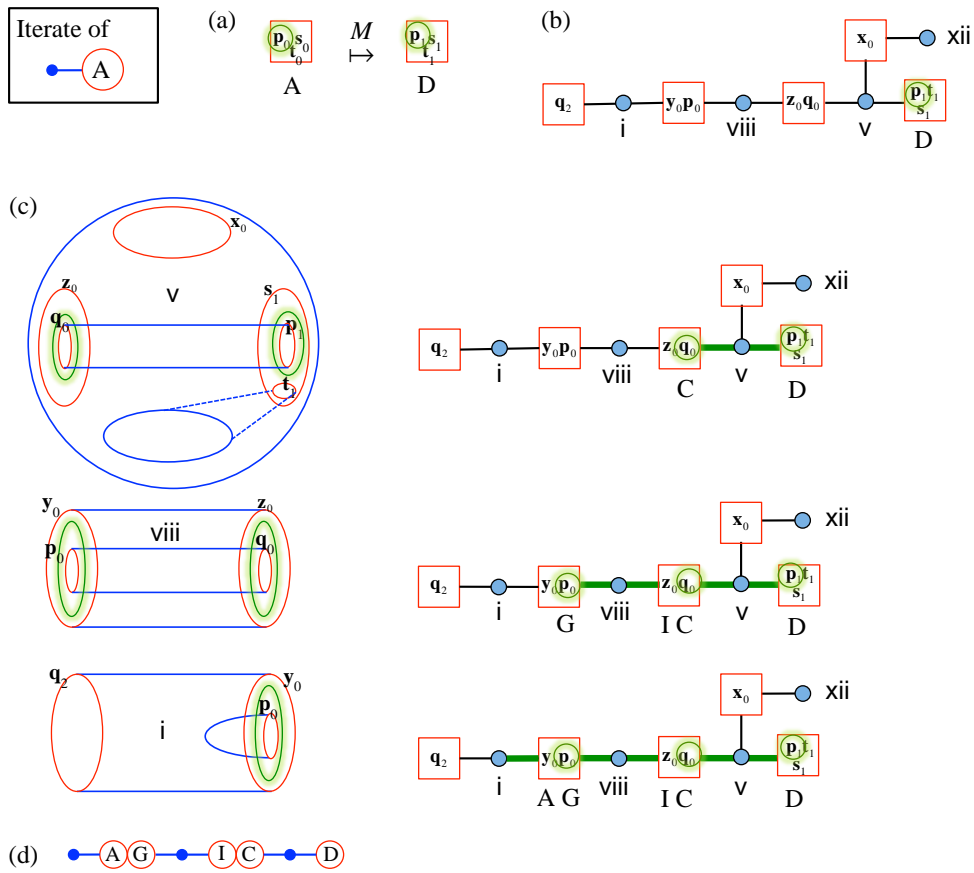 Iterate of
A
(a)
p₀ s₀
t₀
A
M
↦
p₁ s₁
t₁
D
(b)
q₂
i
y₀p₀
viii
z₀q₀
v
x₀
xii
p₁t₁
s₁
D
(c)
x₀
v
z₀
q₀
s₁
p₁
t₁
x₀
xii
q₂
i
y₀p₀
viii
z₀q₀
C
v
p₁t₁
s₁
D
y₀
viii
z₀
p₀
q₀
x₀
xii
q₂
i
y₀p₀
G
viii
z₀q₀
I C
v
p₁t₁
s₁
D
q₂
y₀
p₀
i
x₀
xii
q₂
i
y₀p₀
A G
viii
z₀q₀
I C
v
p₁t₁
s₁
D
(d)
A G I C D